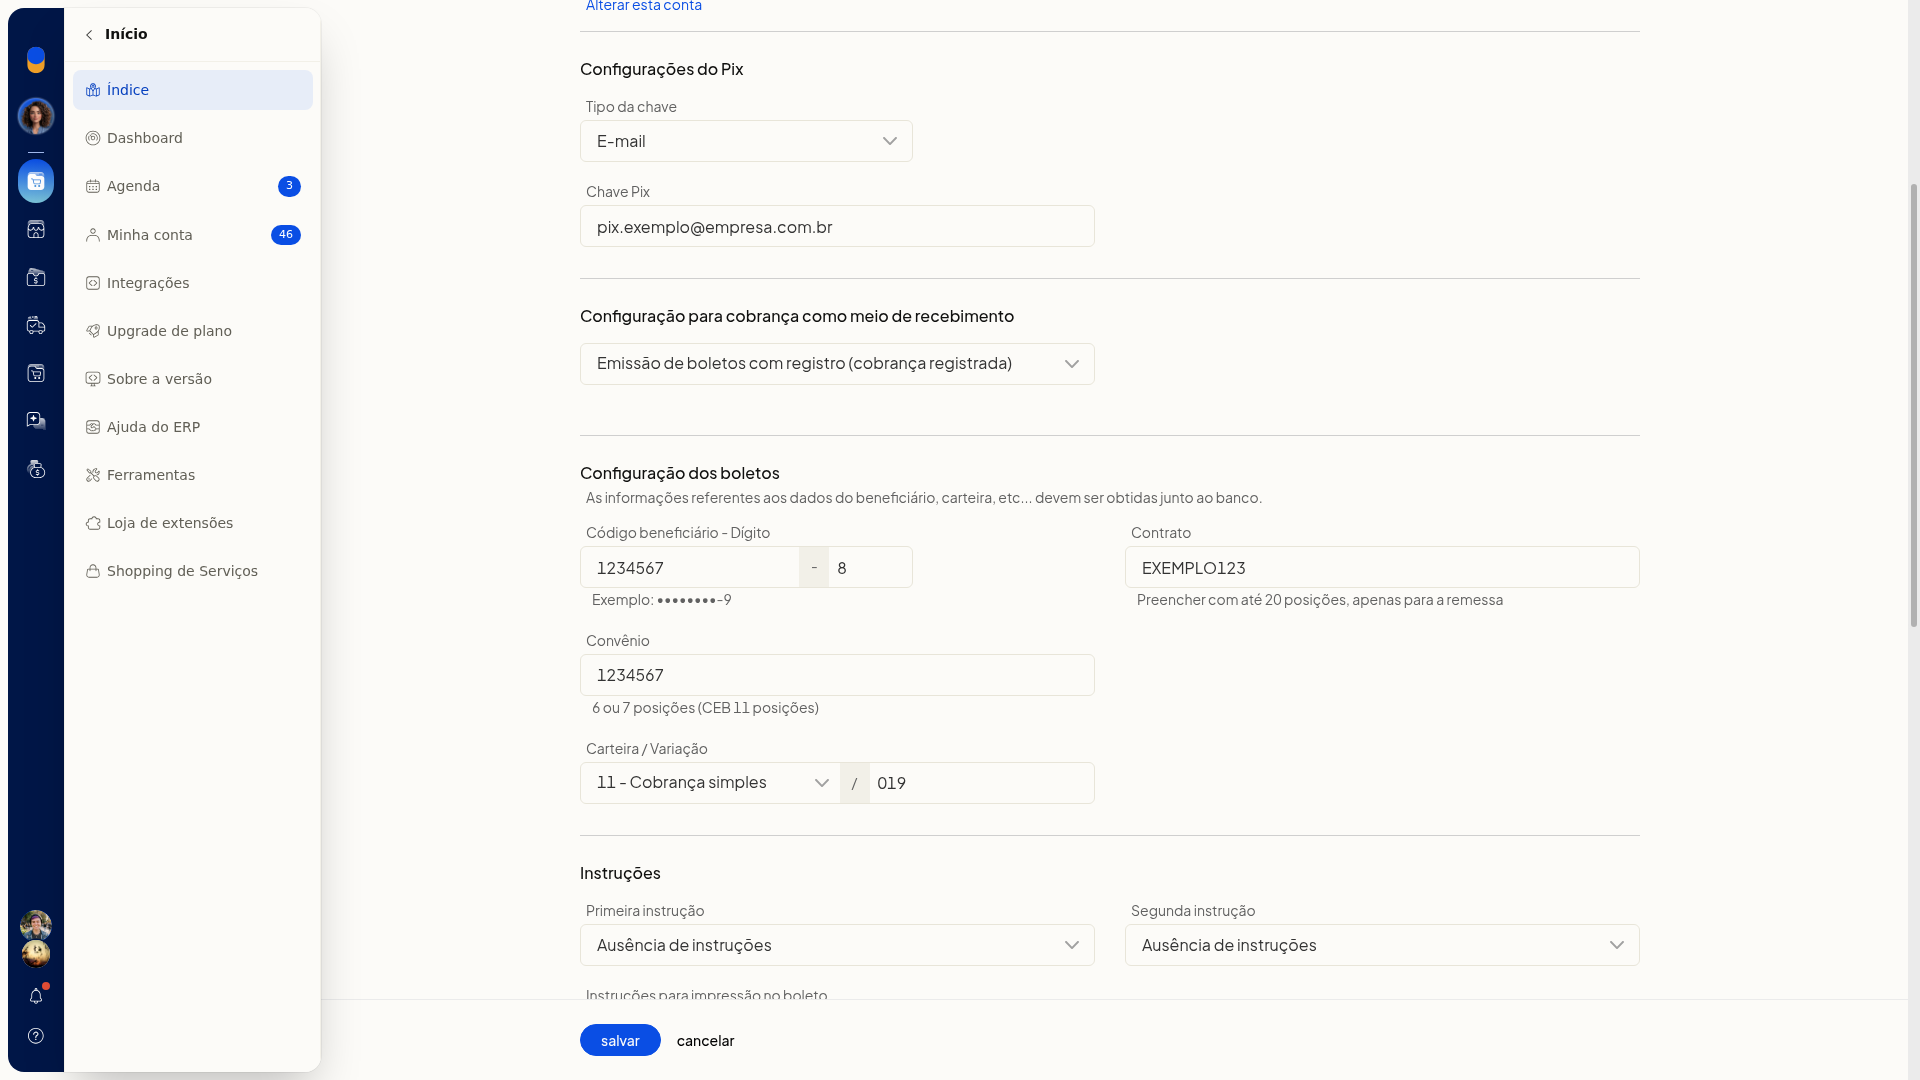 Início
Índice
Dashboard
Agenda
3
Minha conta
46
Integrações
Upgrade de plano
Sobre a versão
Ajuda do ERP
Ferramentas
Loja de extensões
Shopping de Serviços
Alterar esta conta
Configurações do Pix
Tipo da chave
E-mail
Chave Pix
pix.exemplo@empresa.com.br
Configuração para cobrança como meio de recebimento
Emissão de boletos com registro (cobrança registrada)
Configuração dos boletos
As informações referentes aos dados do beneficiário, carteira, etc... devem ser obtidas junto ao banco.
Código beneficiário - Dígito
1234567 - 8
Exemplo: ••••••••-9
Contrato
EXEMPLO123
Preencher com até 20 posições, apenas para a remessa
Convênio
1234567
6 ou 7 posições (CEB 11 posições)
Carteira / Variação
11 - Cobrança simples / 019
Instruções
Primeira instrução
Ausência de instruções
Segunda instrução
Ausência de instruções
Instruções para impressão no boleto
salvar
cancelar